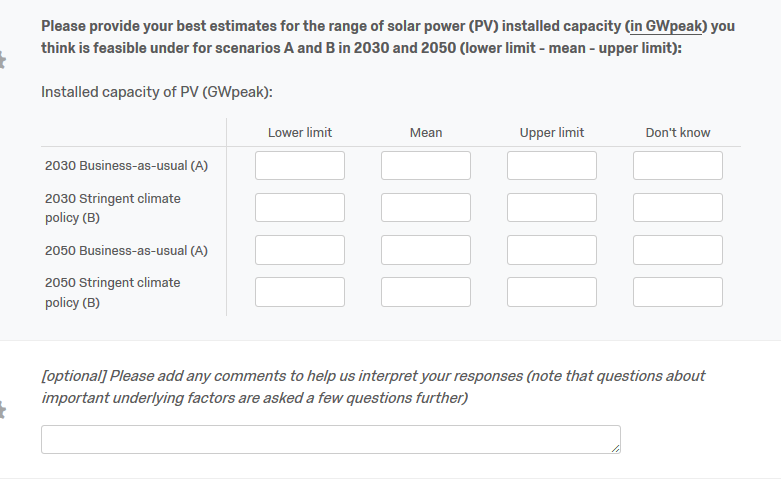 Please provide your best estimates for the range of solar power (PV) installed capacity (in GWpeak) you
think is feasible under for scenarios A and B in 2030 and 2050 (lower limit - mean - upper limit):
Installed capacity of PV (GWpeak):
Lower limit Mean Upper limit Don't know
2030 Business-as-usual (A)
2030 Stringent climate
policy (B)
2050 Business-as-usual (A)
2050 Stringent climate
policy (B)
[optional] Please add any comments to help us interpret your responses (note that questions about
important underlying factors are asked a few questions further)